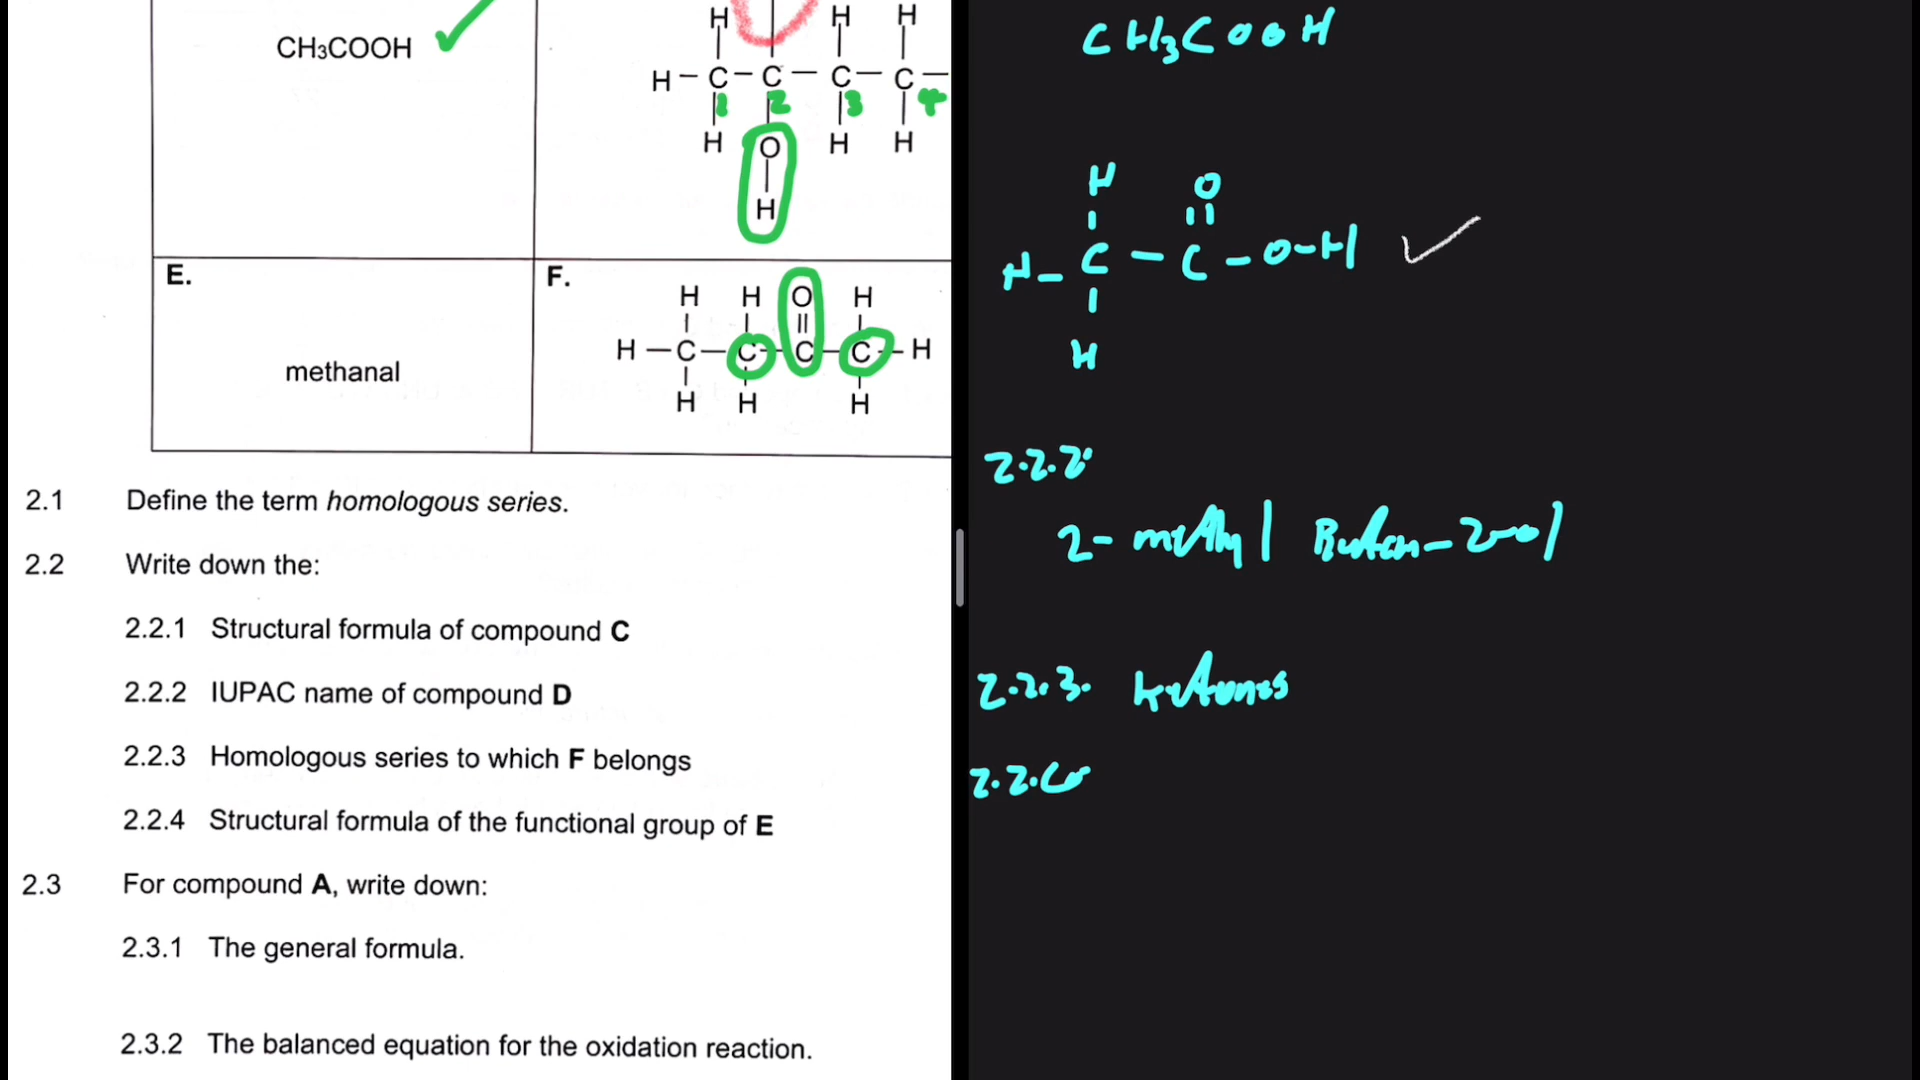 CH₃COOH
H H H
H – C – C – C – C –
1 2 3 4
H O H H
H
E.
methanal
F.
H H O H
H – C – C – C – C – H
H H H
2.1 Define the term homologous series.
2.2 Write down the:
2.2.1 Structural formula of compound C
2.2.2 IUPAC name of compound D
2.2.3 Homologous series to which F belongs
2.2.4 Structural formula of the functional group of E
2.3 For compound A, write down:
2.3.1 The general formula.
2.3.2 The balanced equation for the oxidation reaction.
CH₃COOH
H O
H – C – C – O – H
H
2.2.2
2 - methyl Butan - 2-ol
2.2.3. ketones